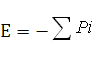 E = − ∑ Pi